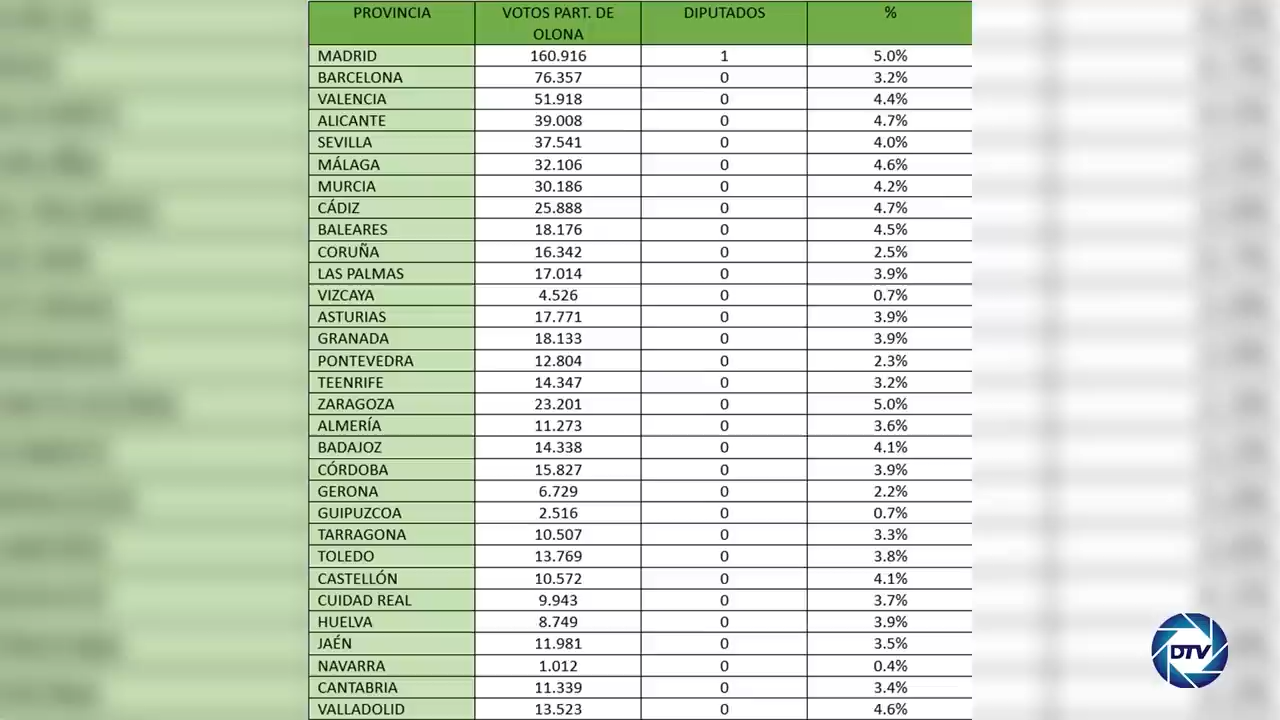 PROVINCIA VOTOS PART. DE OLONA DIPUTADOS %
MADRID 160.916 1 5.0%
BARCELONA 76.357 0 3.2%
VALENCIA 51.918 0 4.4%
ALICANTE 39.008 0 4.7%
SEVILLA 37.541 0 4.0%
MÁLAGA 32.106 0 4.6%
MURCIA 30.186 0 4.2%
CÁDIZ 25.888 0 4.7%
BALEARES 18.176 0 4.5%
CORUÑA 16.342 0 2.5%
LAS PALMAS 17.014 0 3.9%
VIZCAYA 4.526 0 0.7%
ASTURIAS 17.771 0 3.9%
GRANADA 18.133 0 3.9%
PONTEVEDRA 12.804 0 2.3%
TEENRIFE 14.347 0 3.2%
ZARAGOZA 23.201 0 5.0%
ALMERÍA 11.273 0 3.6%
BADAJOZ 14.338 0 4.1%
CÓRDOBA 15.827 0 3.9%
GERONA 6.729 0 2.2%
GUIPUZCOA 2.516 0 0.7%
TARRAGONA 10.507 0 3.3%
TOLEDO 13.769 0 3.8%
CASTELLÓN 10.572 0 4.1%
CUIDAD REAL 9.943 0 3.7%
HUELVA 8.749 0 3.9%
JAÉN 11.981 0 3.5%
NAVARRA 1.012 0 0.4%
CANTABRIA 11.339 0 3.4%
VALLADOLID 13.523 0 4.6%
DTV